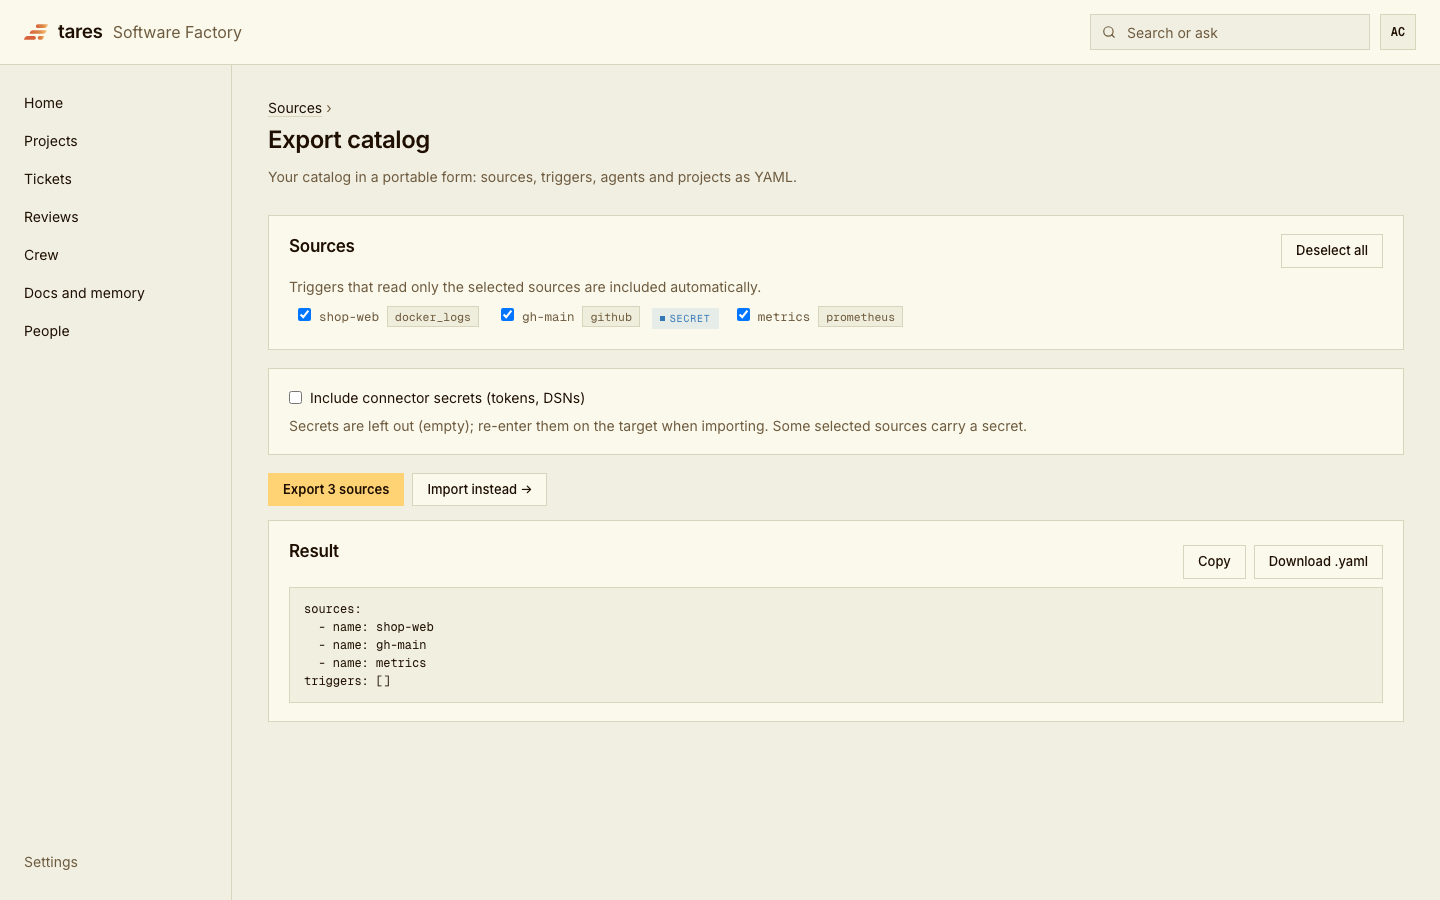 tares Software Factory
Search or ask
AC
Home
Projects
Tickets
Reviews
Crew
Docs and memory
People
Settings
Sources ›
Export catalog
Your catalog in a portable form: sources, triggers, agents and projects as YAML.
Sources
Deselect all
Triggers that read only the selected sources are included automatically.
shop-web docker_logs gh-main github SECRET metrics prometheus
Include connector secrets (tokens, DSNs)
Secrets are left out (empty); re-enter them on the target when importing. Some selected sources carry a secret.
Export 3 sources
Import instead →
Result
Copy
Download .yaml
sources:
  - name: shop-web
  - name: gh-main
  - name: metrics
triggers: []